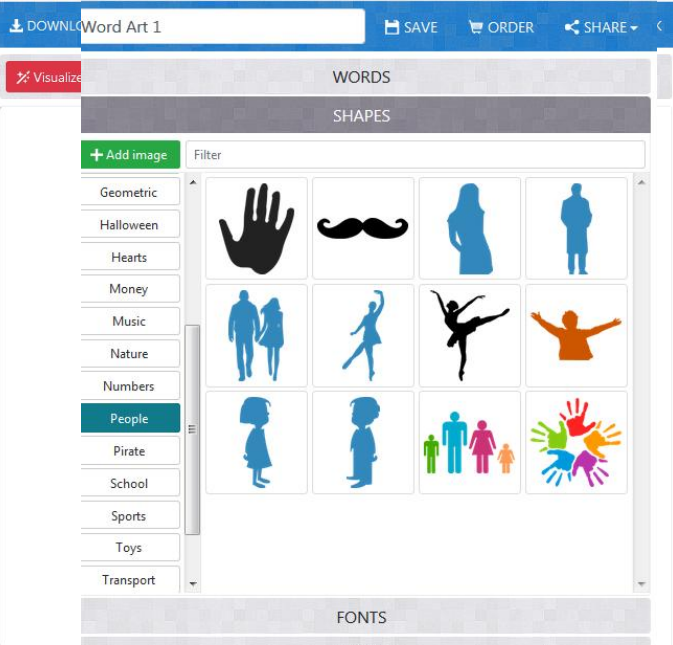 DOWNLO Word Art 1 SAVE ORDER SHARE
Visualize
WORDS
SHAPES
Add image Filter
Geometric
Halloween
Hearts
Money
Music
Nature
Numbers
People
Pirate
School
Sports
Toys
Transport
FONTS